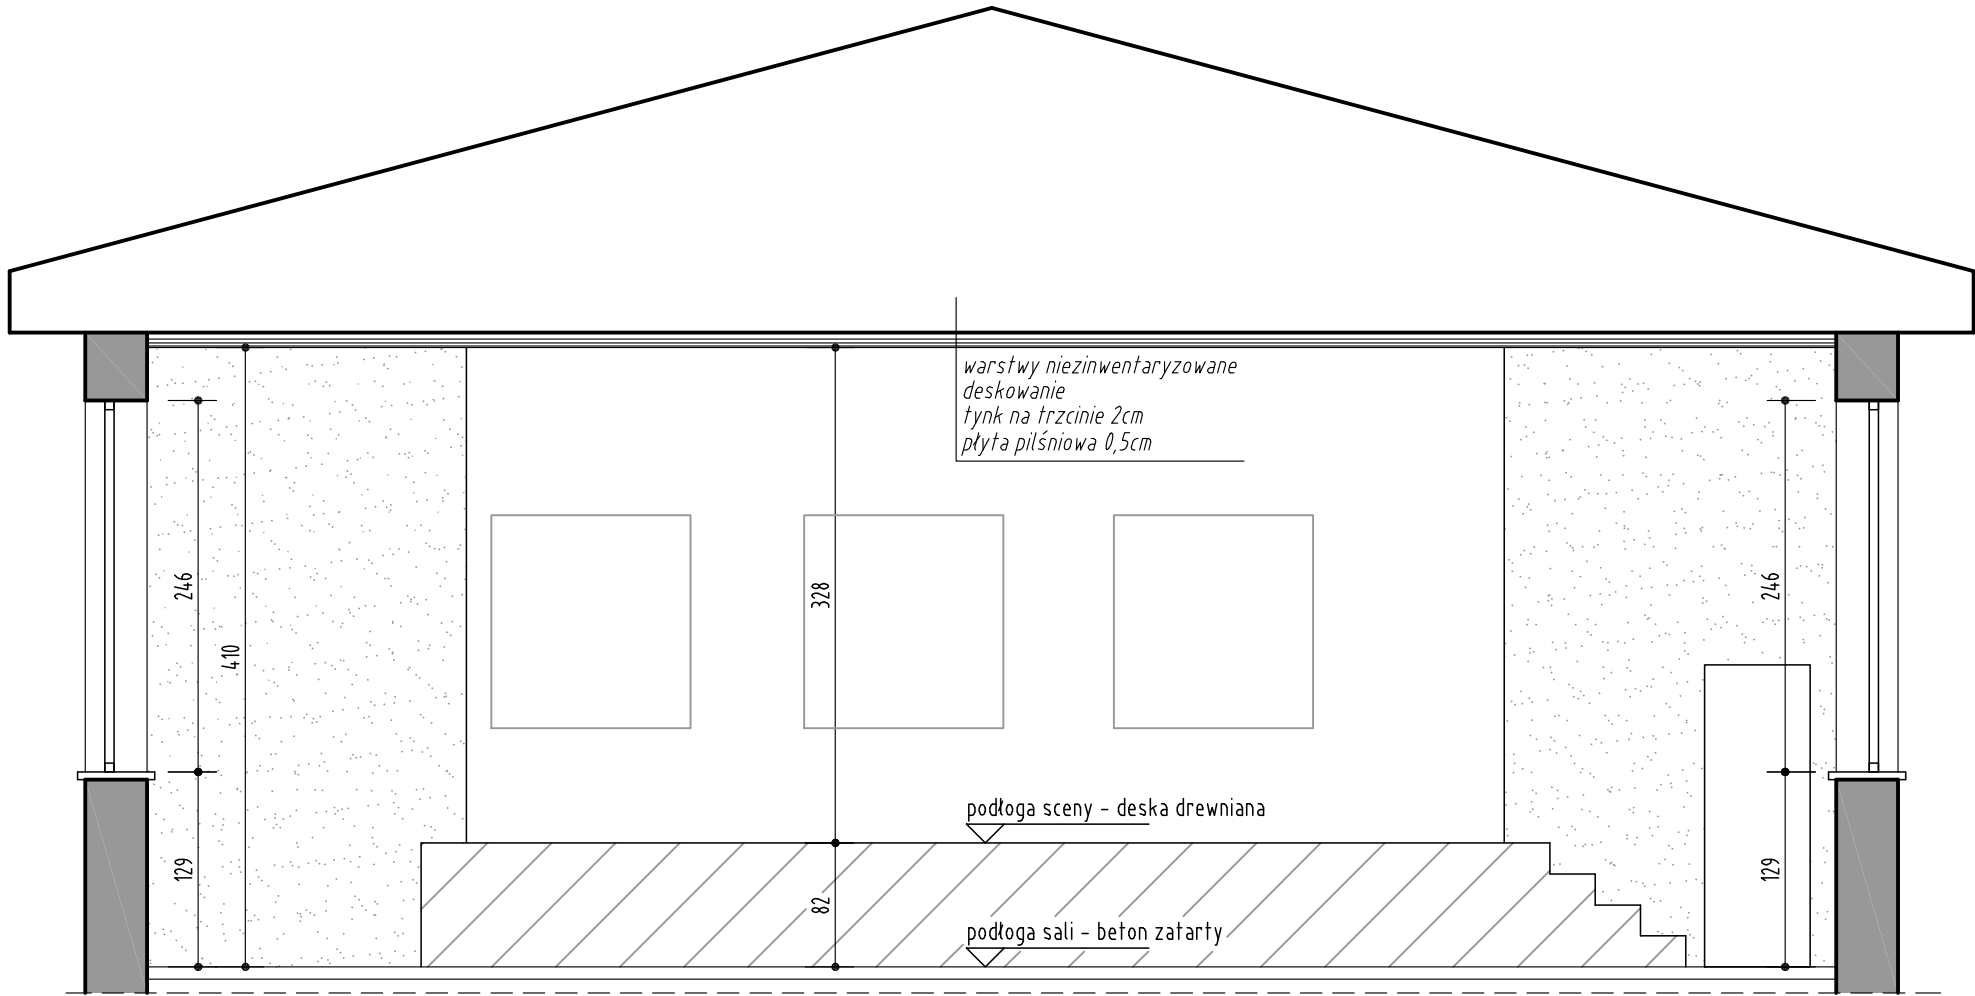 warstwy niezinwentaryzowane
deskowanie
tynk na trzcinie 2cm
płyta pilśniowa 0,5cm
246
410
328
246
podłoga sceny - deska drewniana
129
82
129
podłoga sali - beton zatarty